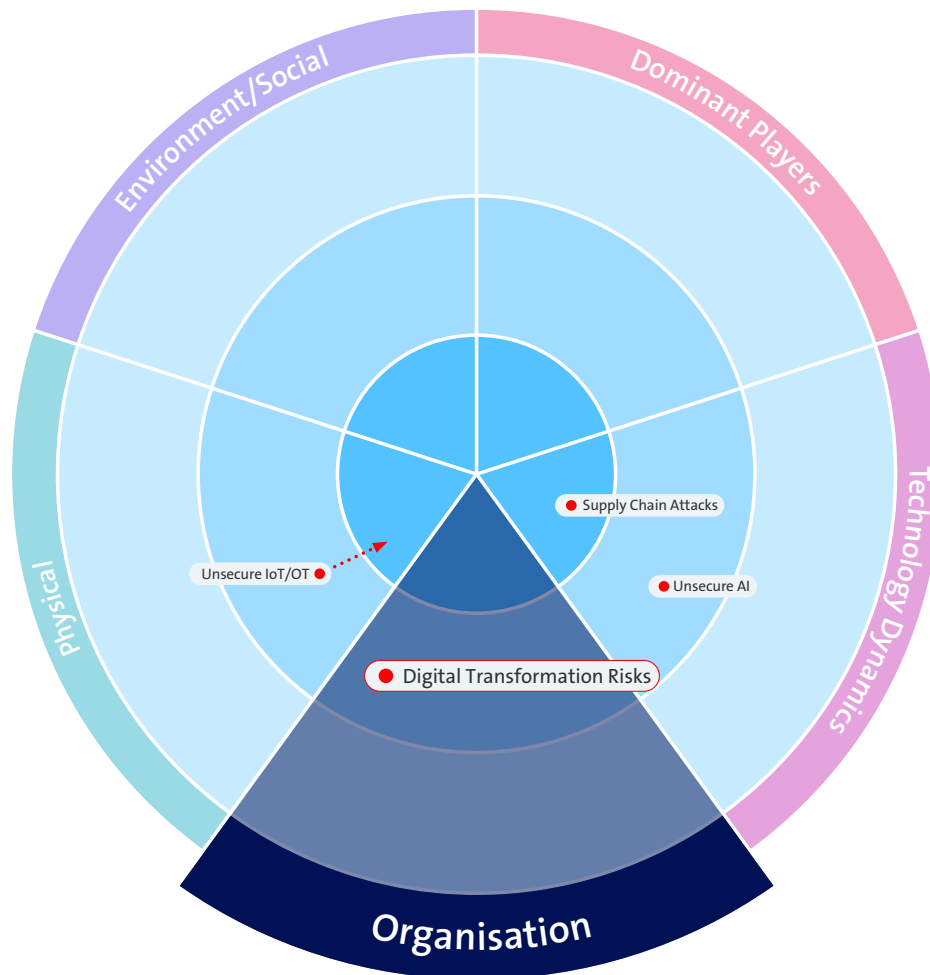 Environment/Social
Dominant Players
Supply Chain Attacks
Unsecure IoT/OT
Unsecure AI
Physical
Technology Dynamics
Digital Transformation Risks
Organisation